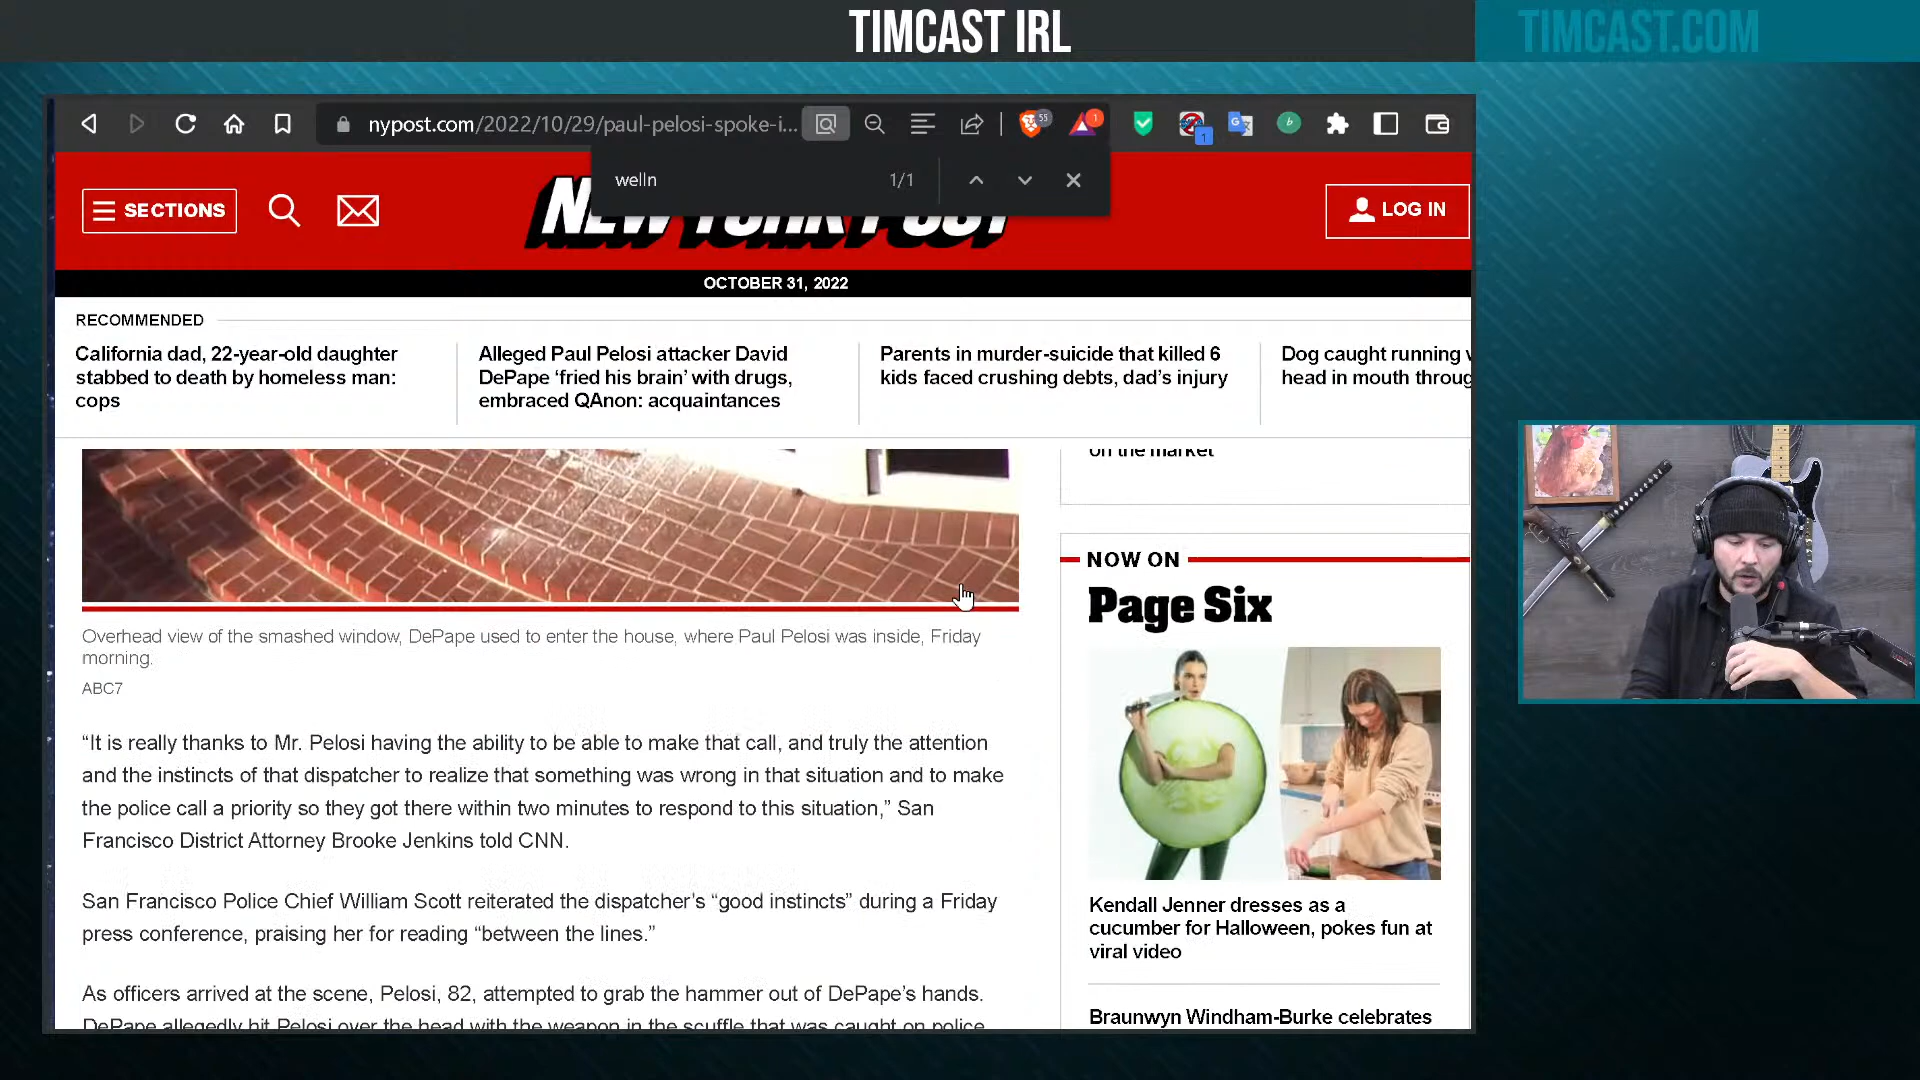 TIMCAST IRL
TIMCAST.COM
nypost.com/2022/10/29/paul-pelosi-spoke-i...
55
1
1
welln
1/1
SECTIONS
NEW YORK POST
LOG IN
OCTOBER 31, 2022
RECOMMENDED
California dad, 22-year-old daughter
stabbed to death by homeless man:
cops
Alleged Paul Pelosi attacker David
DePape ‘fried his brain’ with drugs,
embraced QAnon: acquaintances
Parents in murder-suicide that killed 6
kids faced crushing debts, dad’s injury
Dog caught running
head in mouth
on the market
Overhead view of the smashed window, DePape used to enter the house, where Paul Pelosi was inside, Friday
morning.
ABC7
“It is really thanks to Mr. Pelosi having the ability to be able to make that call, and truly the attention
and the instincts of that dispatcher to realize that something was wrong in that situation and to make
the police call a priority so they got there within two minutes to respond to this situation,” San
Francisco District Attorney Brooke Jenkins told CNN.
San Francisco Police Chief William Scott reiterated the dispatcher’s “good instincts” during a Friday
press conference, praising her for reading “between the lines.”
As officers arrived at the scene, Pelosi, 82, attempted to grab the hammer out of DePape’s hands.
DePape allegedly hit Pelosi over the head with the weapon in the scuffle that was caught on police
NOW ON
Page Six
Kendall Jenner dresses as a
cucumber for Halloween, pokes fun at
viral video
Braunwyn Windham-Burke celebrates